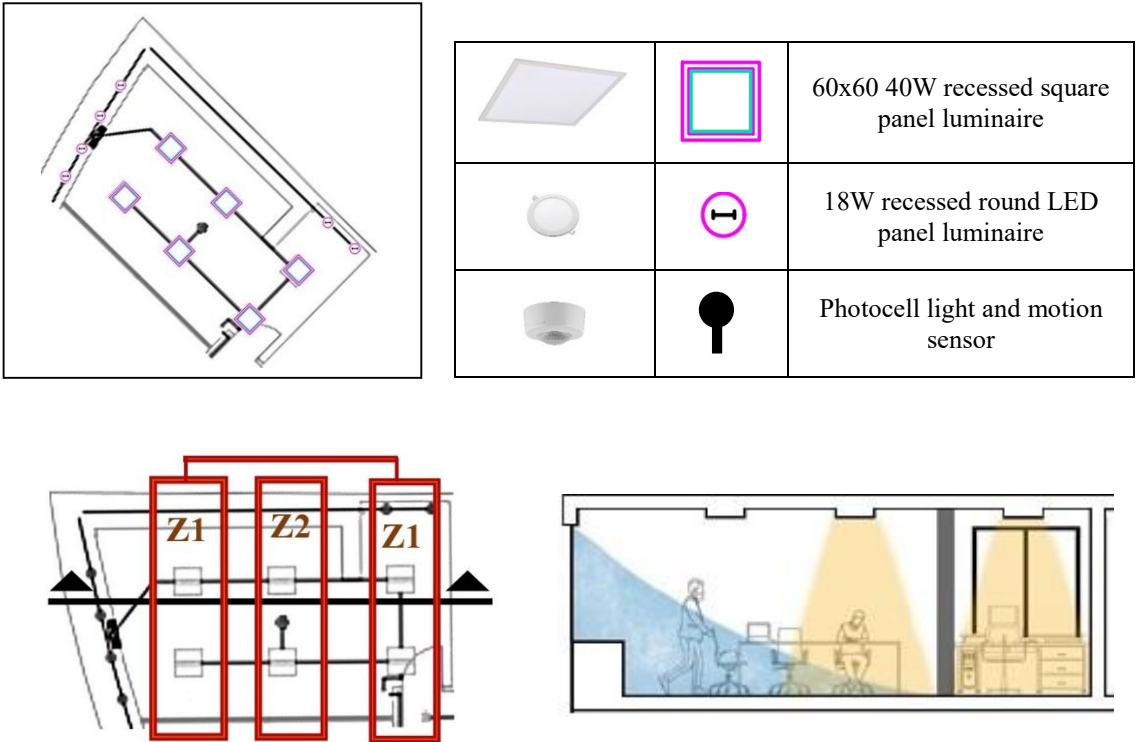 60x60 40W recessed square
panel luminaire
18W recessed round LED
panel luminaire
Photocell light and motion
sensor
Z1
Z2
Z1